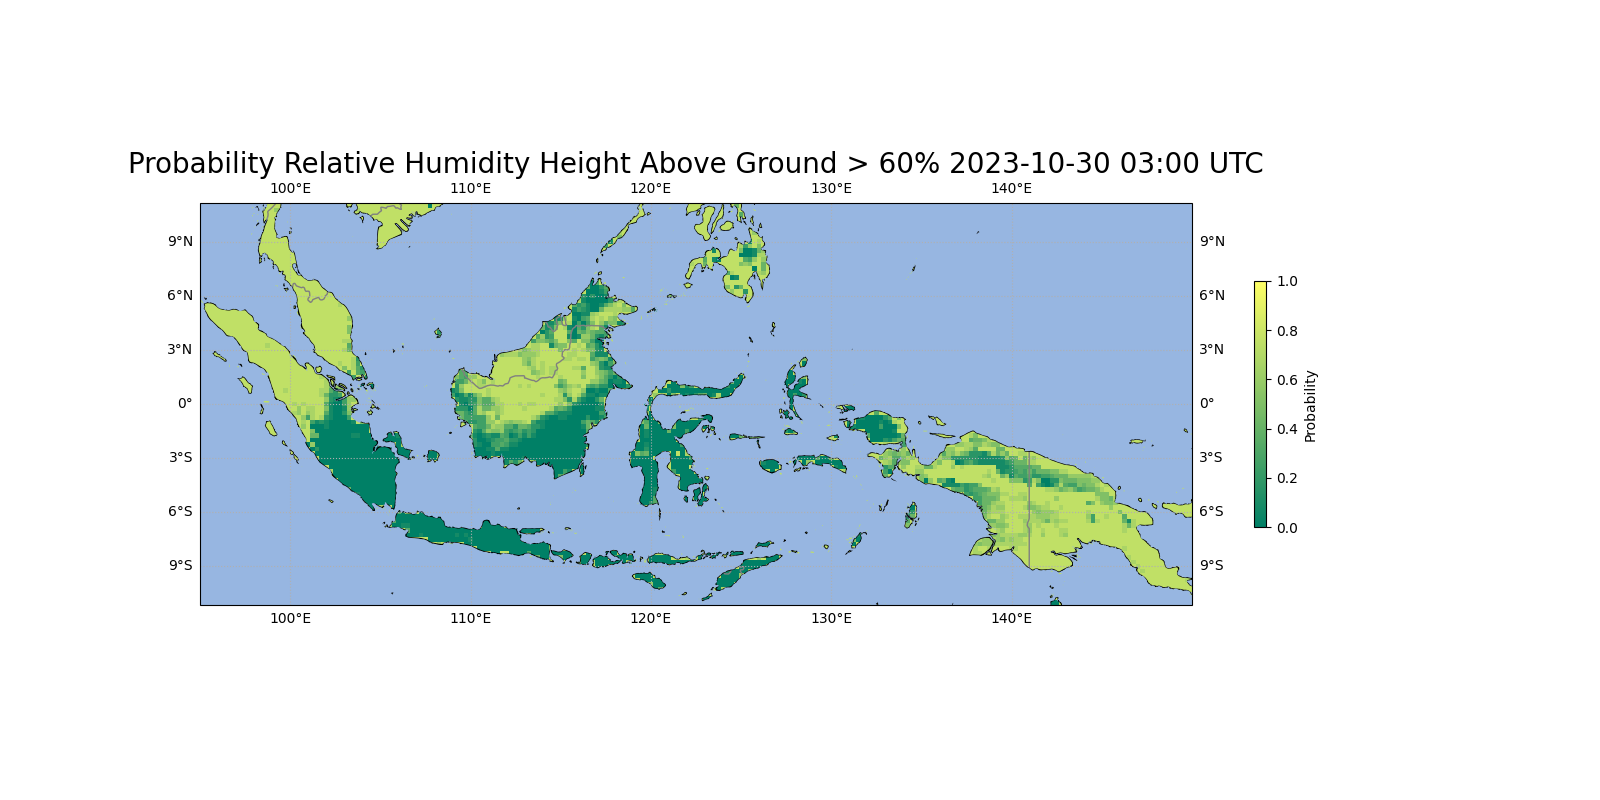 Probability Relative Humidity Height Above Ground > 60% 2023-10-30 03:00 UTC
100°E 110°E 120°E 130°E 140°E
9°N 9°N
6°N 6°N
3°N 3°N
0° 0°
3°S 3°S
6°S 6°S
9°S 9°S
100°E 110°E 120°E 130°E 140°E
1.0
0.8
0.6
0.4
0.2
0.0
Probability